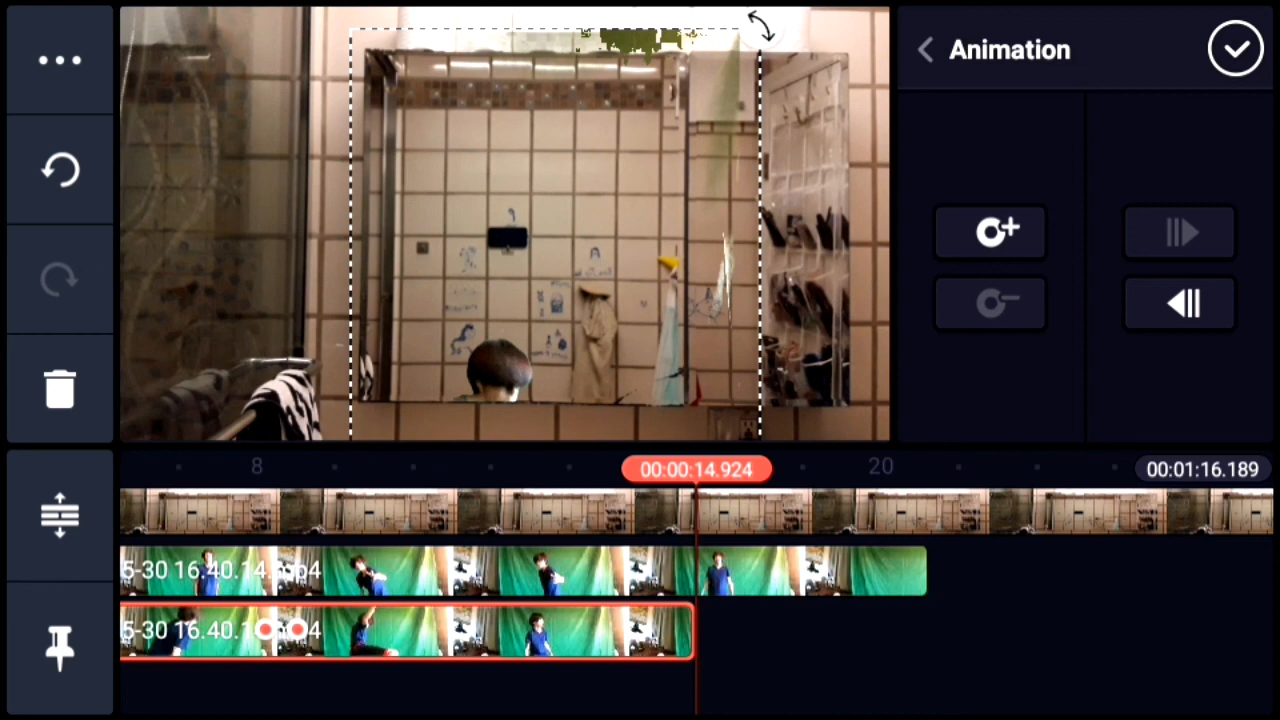 Animation
8
00:00:14.924
20
00:01:16.189
5-30 16.40.14.mp4
5-30 16.40.1 4